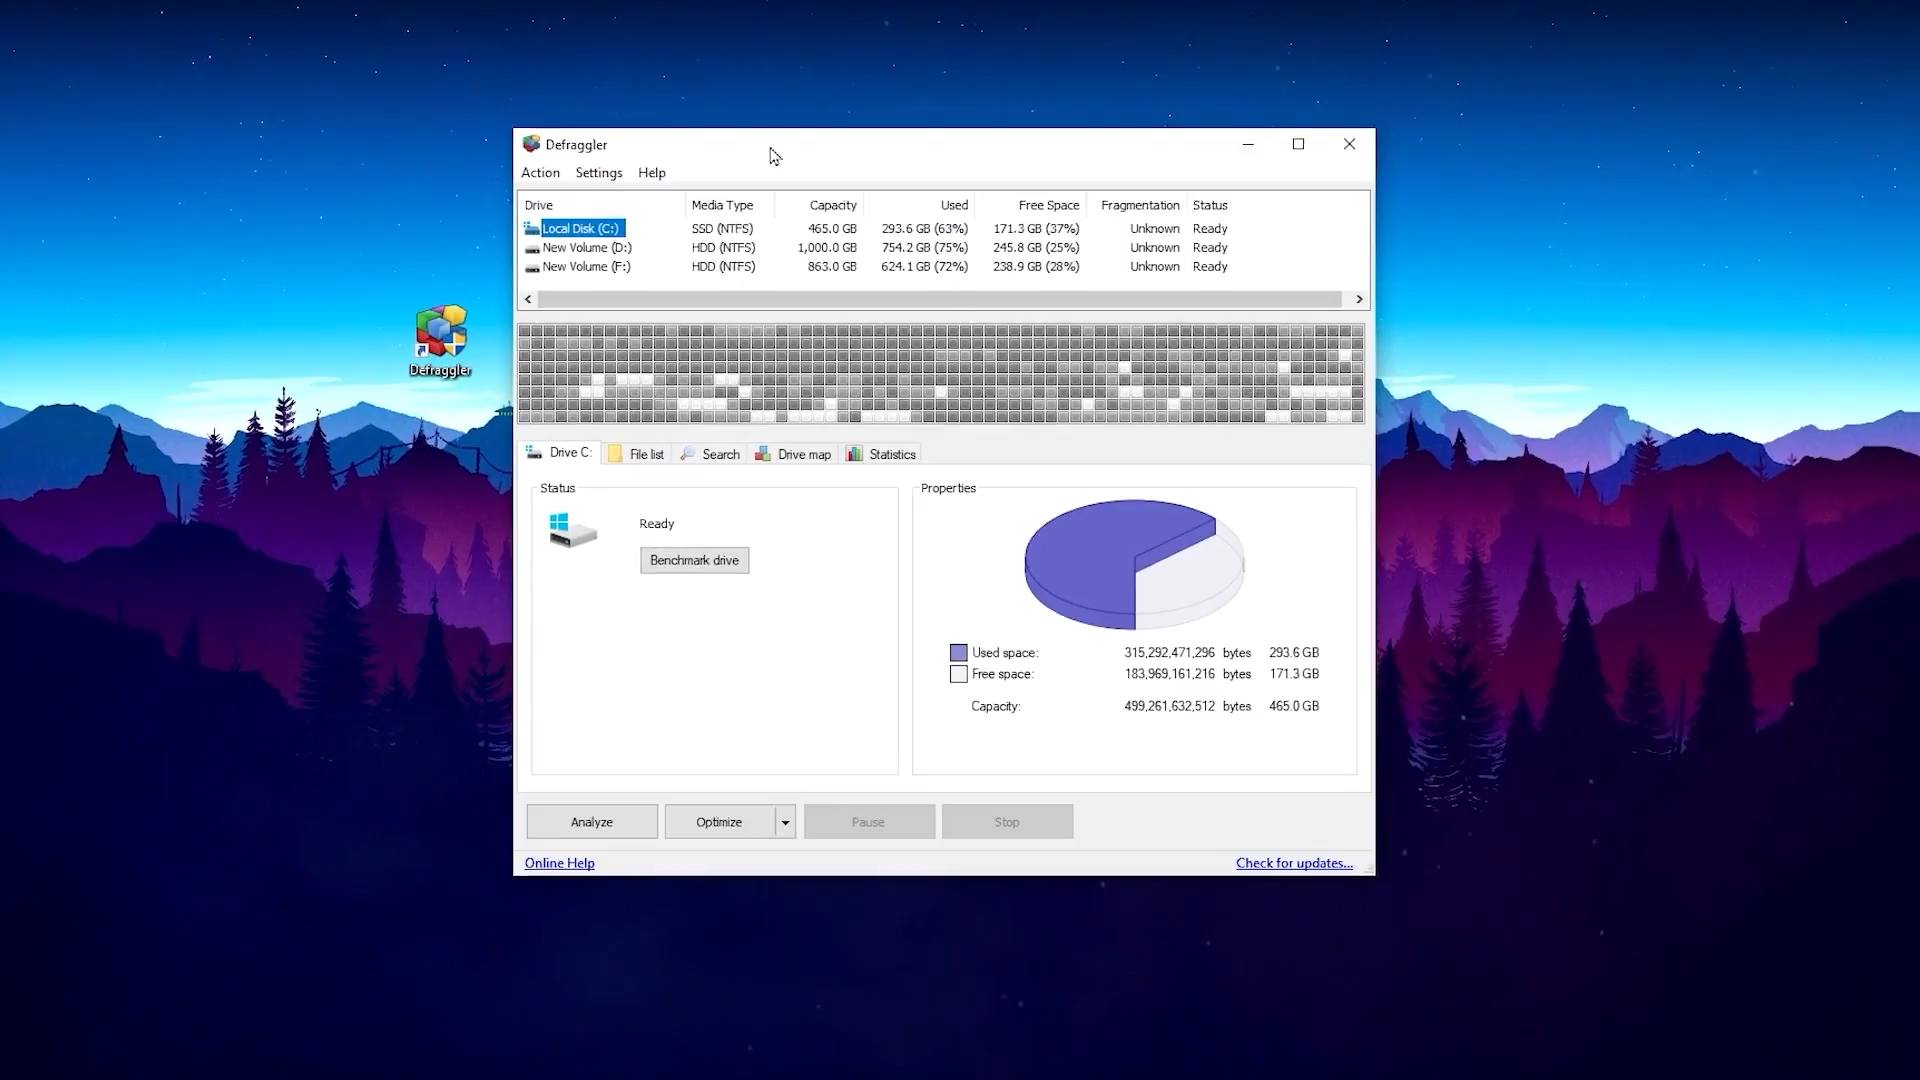 Defraggler
Action Settings Help
Drive Media Type Capacity Used Free Space Fragmentation Status
Local Disk (C:) SSD (NTFS) 465.0 GB 293.6 GB (63%) 171.3 GB (37%) Unknown Ready
New Volume (D:) HDD (NTFS) 1,000.0 GB 754.2 GB (75%) 245.8 GB (25%) Unknown Ready
New Volume (F:) HDD (NTFS) 863.0 GB 624.1 GB (72%) 238.9 GB (28%) Unknown Ready
Defraggler
Drive C: File list Search Drive map Statistics
Status
Ready
Benchmark drive
Properties
Used space: 315,292,471,296 bytes 293.6 GB
Free space: 183,969,161,216 bytes 171.3 GB
Capacity: 499,261,632,512 bytes 465.0 GB
Analyze Optimize Pause Stop
Online Help Check for updates...